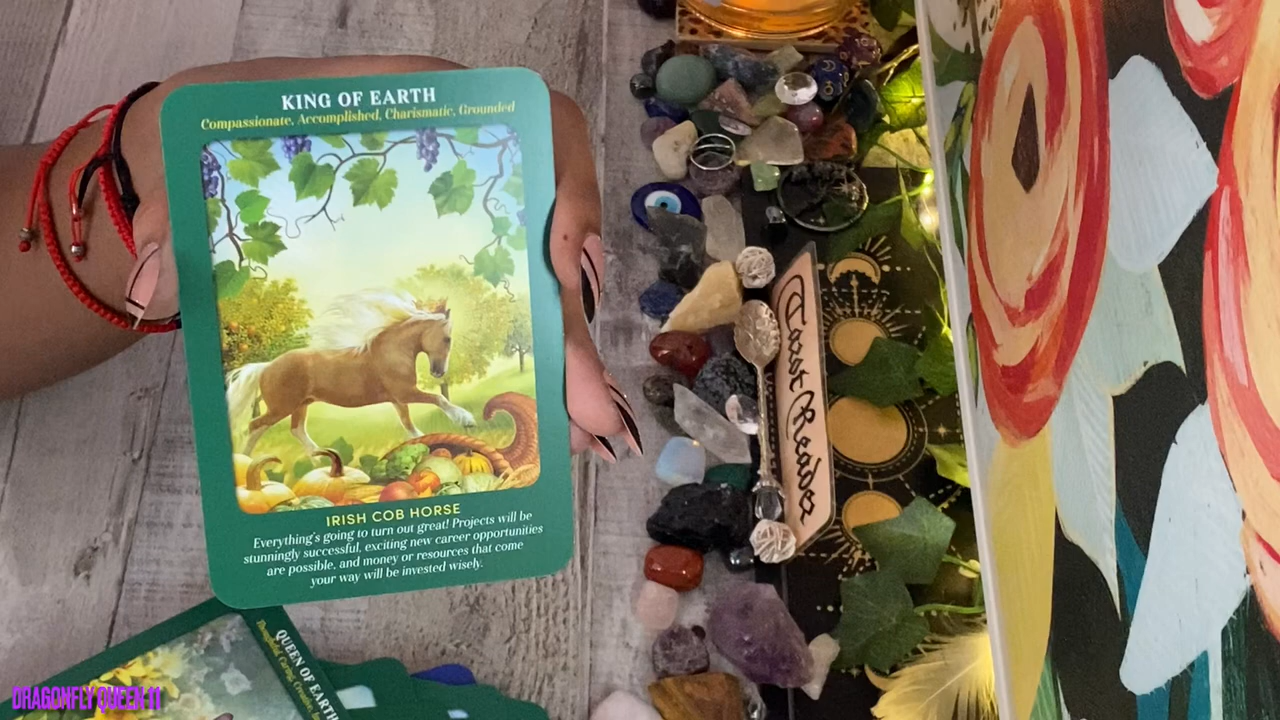 KING OF EARTH
Compassionate, Accomplished, Charismatic, Grounded
IRISH COB HORSE
Everything's going to turn out great! Projects will be
stunningly successful, exciting new career opportunities
are possible, and money or resources that come
your way will be invested wisely.
Tarot Reader
QUEEN OF EARTH
Caring, Creative,
DRAGONFLY QUEEN 11